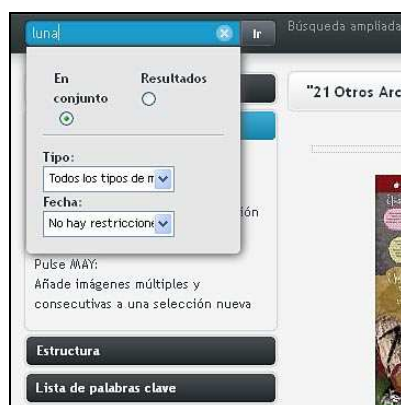 luna
Ir
Búsqueda ampliada
En conjunto
Resultados
"21 Otros Arc
Tipo:
Todos los tipos de m
Fecha:
No hay restriccione
ión
Pulse MAY:
Añade imágenes múltiples y
consecutivas a una selección nueva
Estructura
Lista de palabras clave